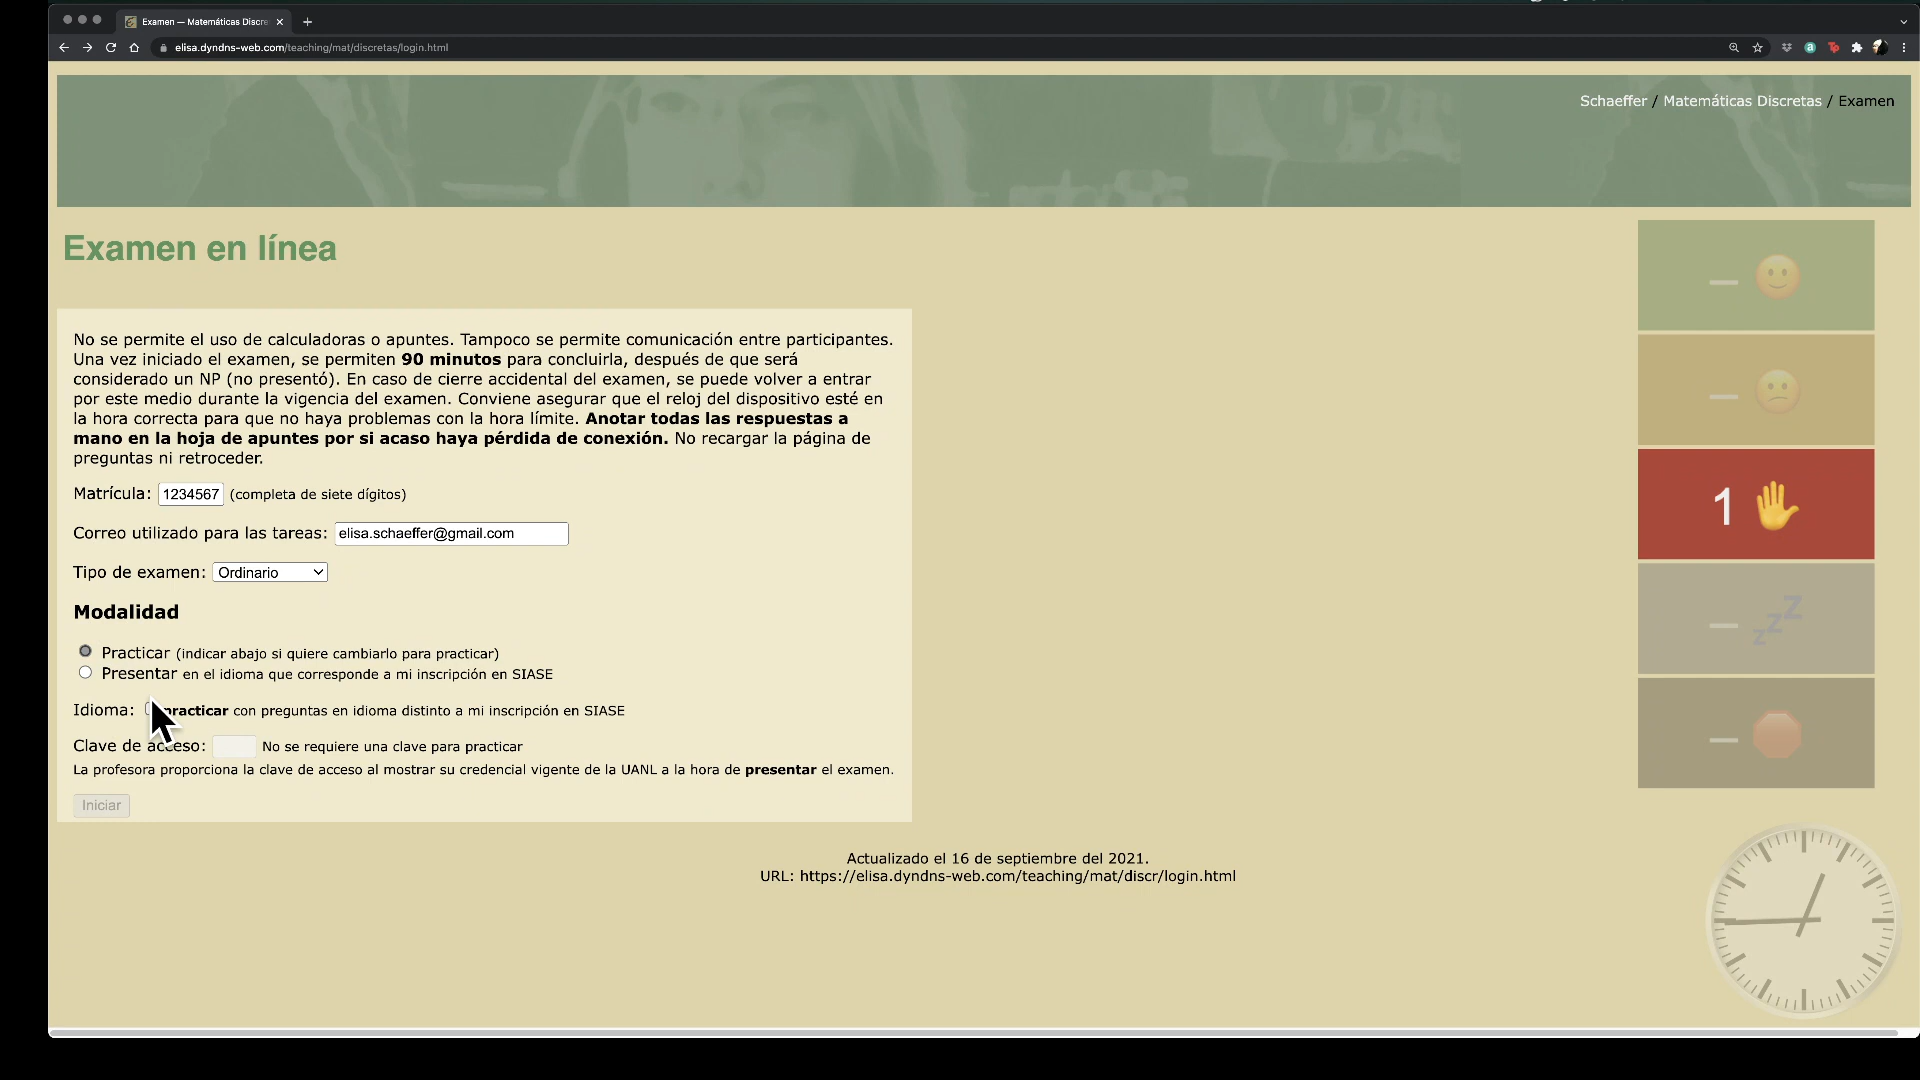 Examen — Matemáticas Discre
elisa.dyndns-web.com/teaching/mat/discretas/login.html
Schaeffer / Matemáticas Discretas / Examen
Examen en línea
No se permite el uso de calculadoras o apuntes. Tampoco se permite comunicación entre participantes.
Una vez iniciado el examen, se permiten 90 minutos para concluirla, después de que será
considerado un NP (no presentó). En caso de cierre accidental del examen, se puede volver a entrar
por este medio durante la vigencia del examen. Conviene asegurar que el reloj del dispositivo esté en
la hora correcta para que no haya problemas con la hora límite. Anotar todas las respuestas a
mano en la hoja de apuntes por si acaso haya pérdida de conexión. No recargar la página de
preguntas ni retroceder.
Matrícula: 1234567 (completa de siete dígitos)
Correo utilizado para las tareas: elisa.schaeffer@gmail.com
Tipo de examen: Ordinario
Modalidad
Practicar (indicar abajo si quiere cambiarlo para practicar)
Presentar en el idioma que corresponde a mi inscripción en SIASE
Idioma: practicar con preguntas en idioma distinto a mi inscripción en SIASE
Clave de acceso: No se requiere una clave para practicar
La profesora proporciona la clave de acceso al mostrar su credencial vigente de la UANL a la hora de presentar el examen.
Iniciar
–
–
1
– zzz
–
Actualizado el 16 de septiembre del 2021.
URL: https://elisa.dyndns-web.com/teaching/mat/discr/login.html